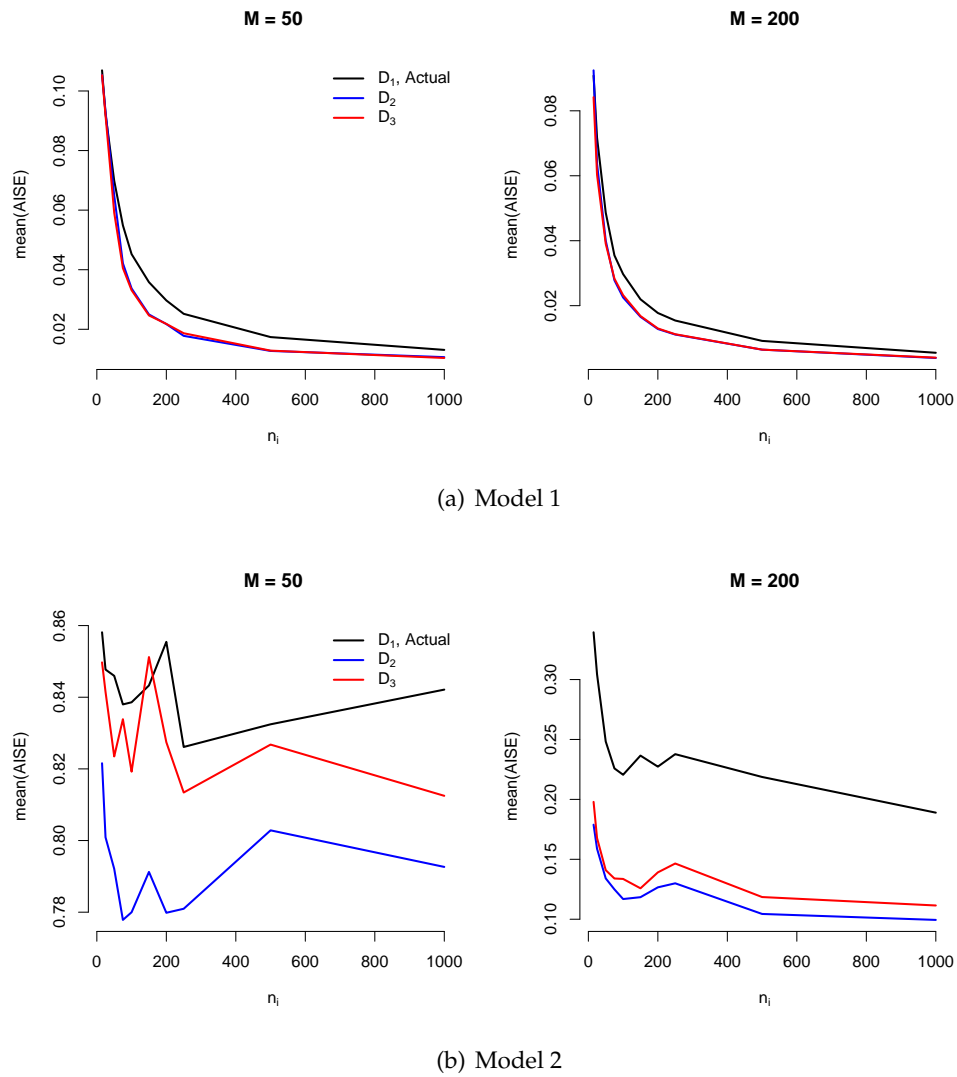 M = 50
M = 200
mean(AISE)
0.02 0.04 0.06 0.08 0.10
D₁, Actual
D₂
D₃
0 200 400 600 800 1000
nᵢ
mean(AISE)
0.02 0.04 0.06 0.08
0 200 400 600 800 1000
nᵢ
(a) Model 1
M = 50
M = 200
mean(AISE)
0.78 0.80 0.82 0.84 0.86
D₁, Actual
D₂
D₃
0 200 400 600 800 1000
nᵢ
mean(AISE)
0.10 0.15 0.20 0.25 0.30
0 200 400 600 800 1000
nᵢ
(b) Model 2